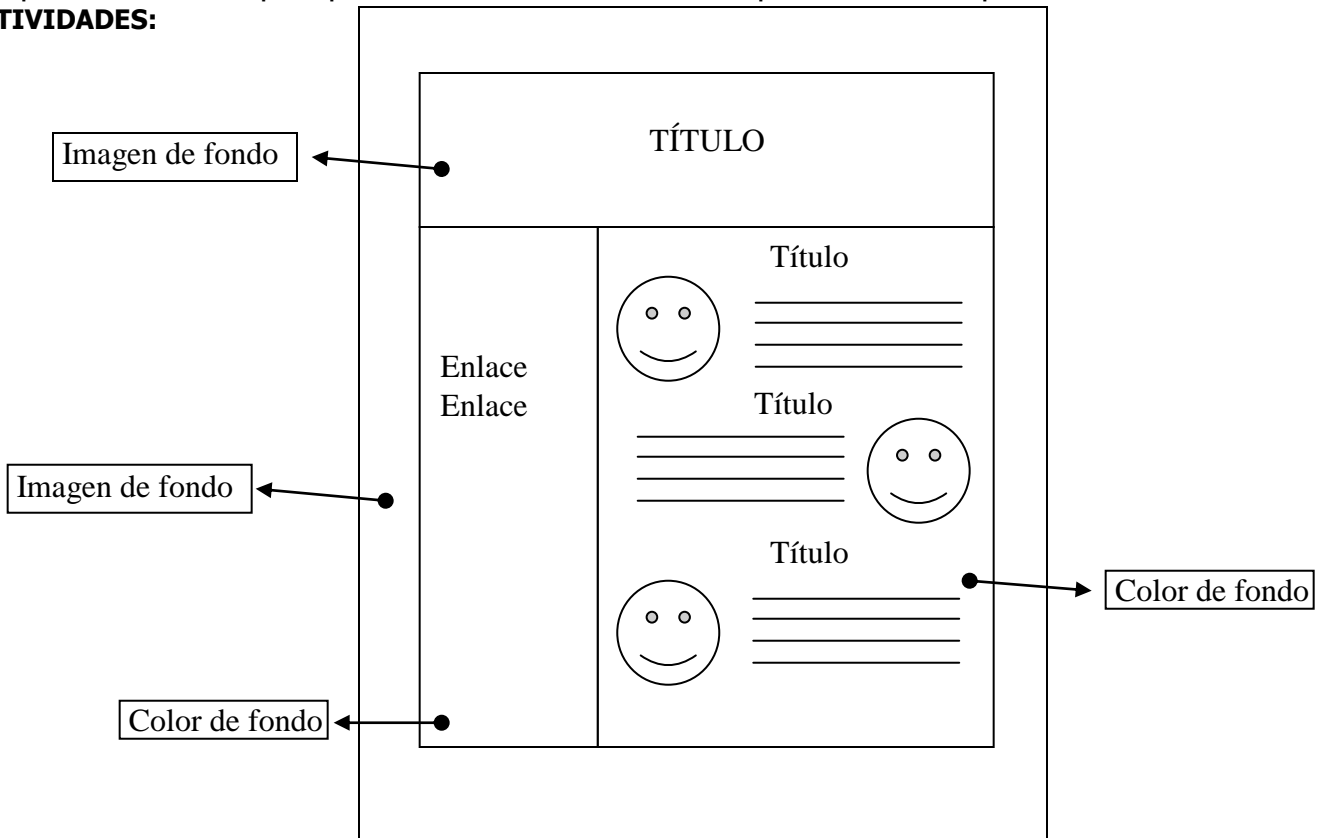 TIVIDADES:
TÍTULO
Imagen de fondo
Título
Enlace
Enlace
Título
Imagen de fondo
Título
Color de fondo
Color de fondo